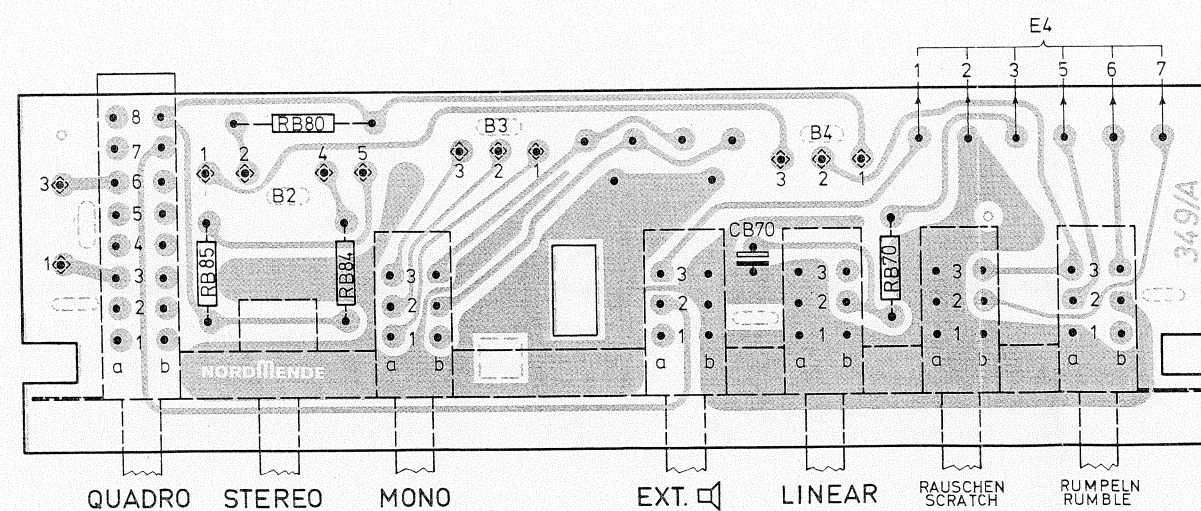 E4
1 2 3 5 6 7
8
7
6
5
4
3
2
1
a b
3
1
RB80
1 2 4 5
B2
RB85
RB84
B3
3 2 1
B4
3 2 1
3
2
1
a b
3
2
1
a b
CB70
3
2
1
a b
RB70
3
2
1
a b
3
2
1
a b
349/A
NORDMENDE
QUADRO STEREO MONO EXT. LINEAR RAUSCHEN
SCRATCH RUMPELN
RUMBLE